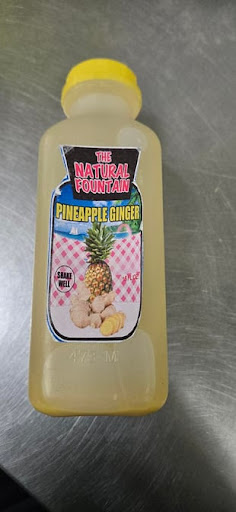 THE
NATURAL
FOUNTAIN
PINEAPPLE GINGER
SHAKE
WELL